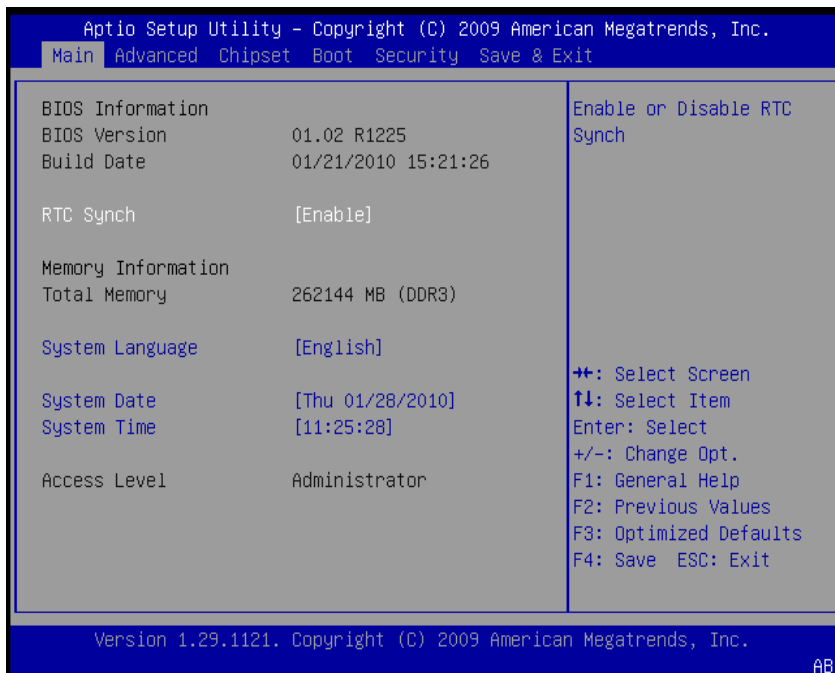 Aptio Setup Utility – Copyright (C) 2009 American Megatrends, Inc.
Main Advanced Chipset Boot Security Save & Exit
BIOS Information
BIOS Version 01.02 R1225
Build Date 01/21/2010 15:21:26
RTC Synch [Enable]
Memory Information
Total Memory 262144 MB (DDR3)
System Language [English]
System Date [Thu 01/28/2010]
System Time [11:25:28]
Access Level Administrator
Enable or Disable RTC
Synch
→←: Select Screen
↑↓: Select Item
Enter: Select
+/-: Change Opt.
F1: General Help
F2: Previous Values
F3: Optimized Defaults
F4: Save ESC: Exit
Version 1.29.1121. Copyright (C) 2009 American Megatrends, Inc.
AB